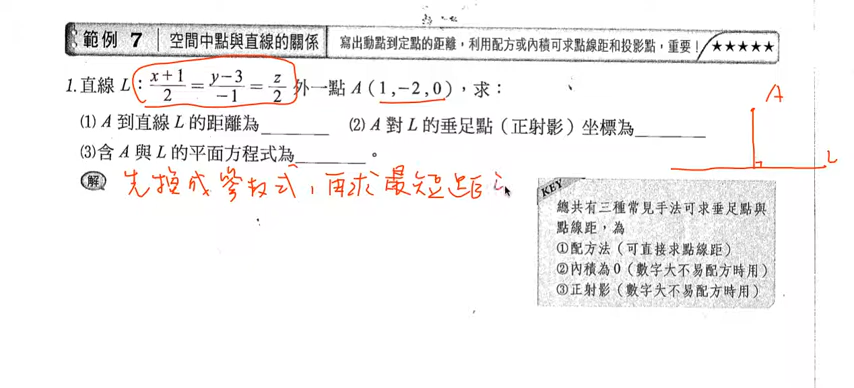 範例 7 空間中點與直線的關係 寫出動點到定點的距離,利用配方或內積可求點線距和投影點,重要! ★★★★★
1.直線 L:\frac{x+1}{2}=\frac{y-3}{-1}=\frac{z}{2} 外一點 A(1,-2,0),求:
A
(1) A 到直線 L 的距離為______ (2) A 對 L 的垂足點(正射影)坐標為______
L
(3)含 A 與 L 的平面方程式為______。
解 先換成參數式,再求最短距
KEY
總共有三種常見手法可求垂足點與
點線距,為
①配方法(可直接求點線距)
②內積為0(數字大不易配方時用)
③正射影(數字大不易配方時用)